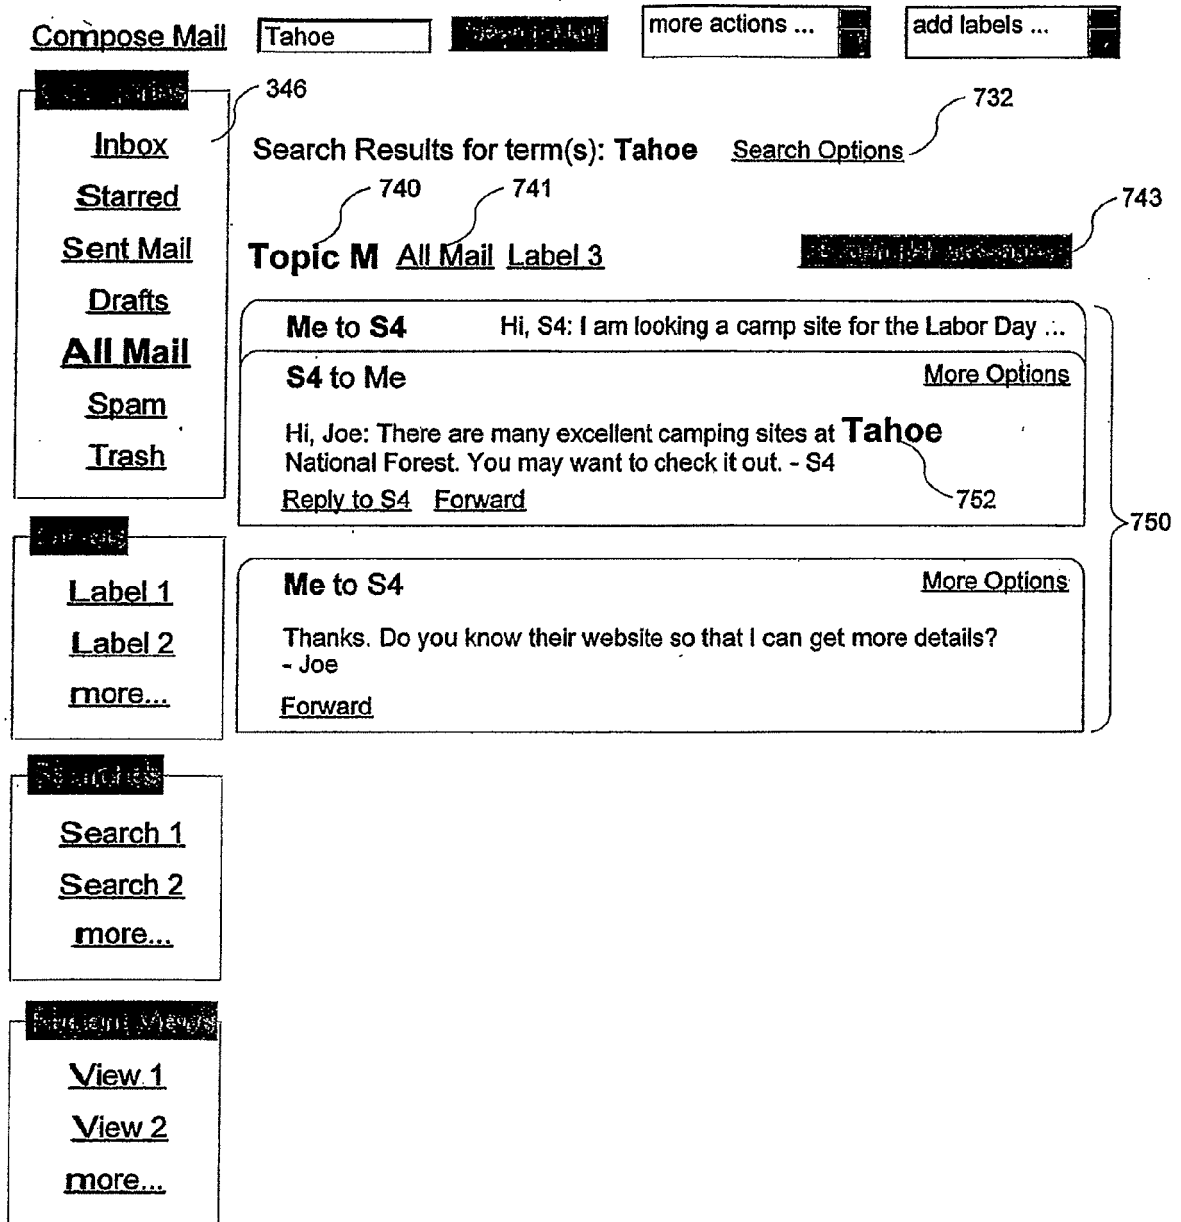 Compose Mail Tahoe more actions ... add labels ...
346
732
Inbox
Search Results for term(s): Tahoe Search Options
Starred
740 741
743
Sent Mail
Topic M All Mail Label 3
Drafts
Me to S4 Hi, S4: I am looking a camp site for the Labor Day ...
All Mail
S4 to Me More Options
Spam
Hi, Joe: There are many excellent camping sites at Tahoe
Trash
National Forest. You may want to check it out. - S4
Reply to S4 Forward 752
750
Me to S4 More Options
Label 1
Label 2
Thanks. Do you know their website so that I can get more details?
- Joe
more...
Forward
Searches
Search 1
Search 2
more...
Views
View 1
View 2
more...